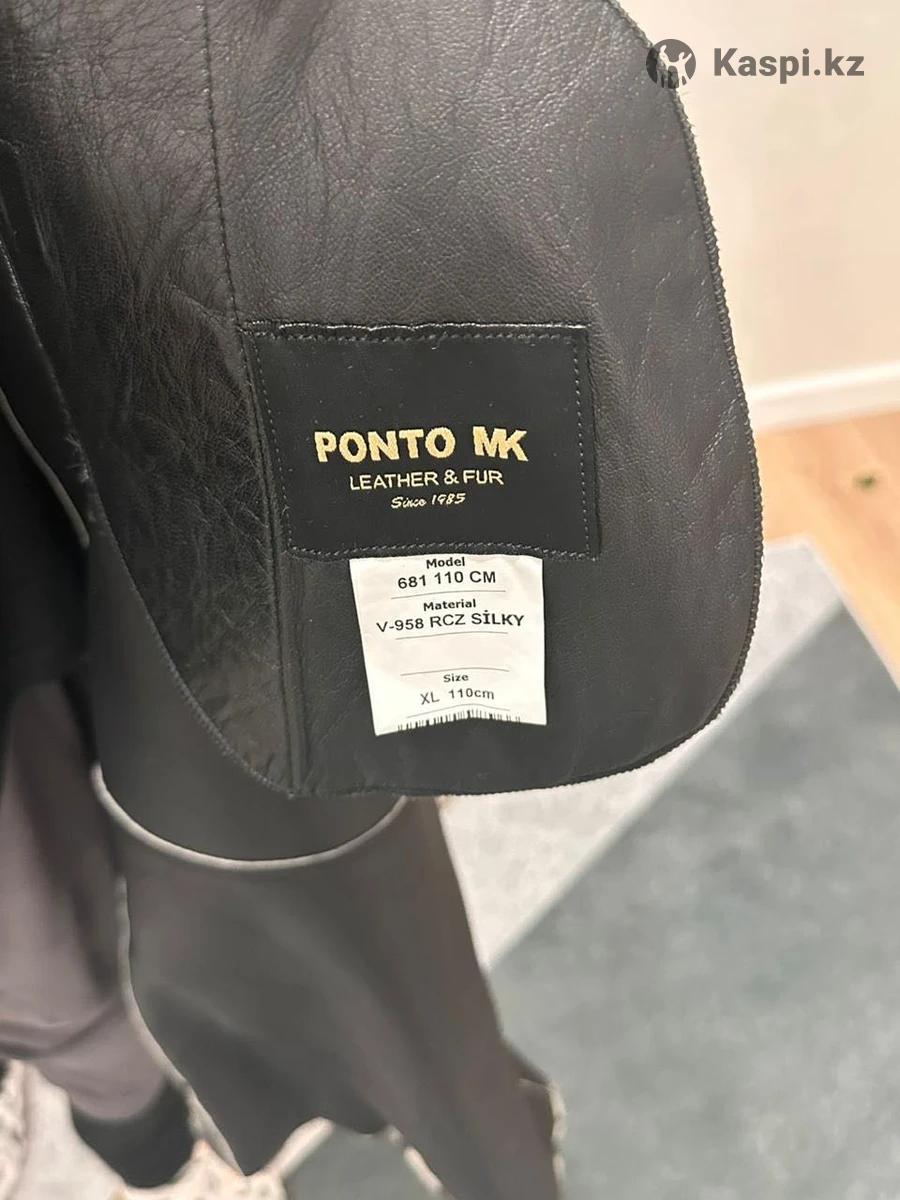 Kaspi.kz
PONTO MK
LEATHER & FUR
Since 1985
Model
681 110 CM
Material
V-958 RCZ SİLKY
Size
XL 110cm